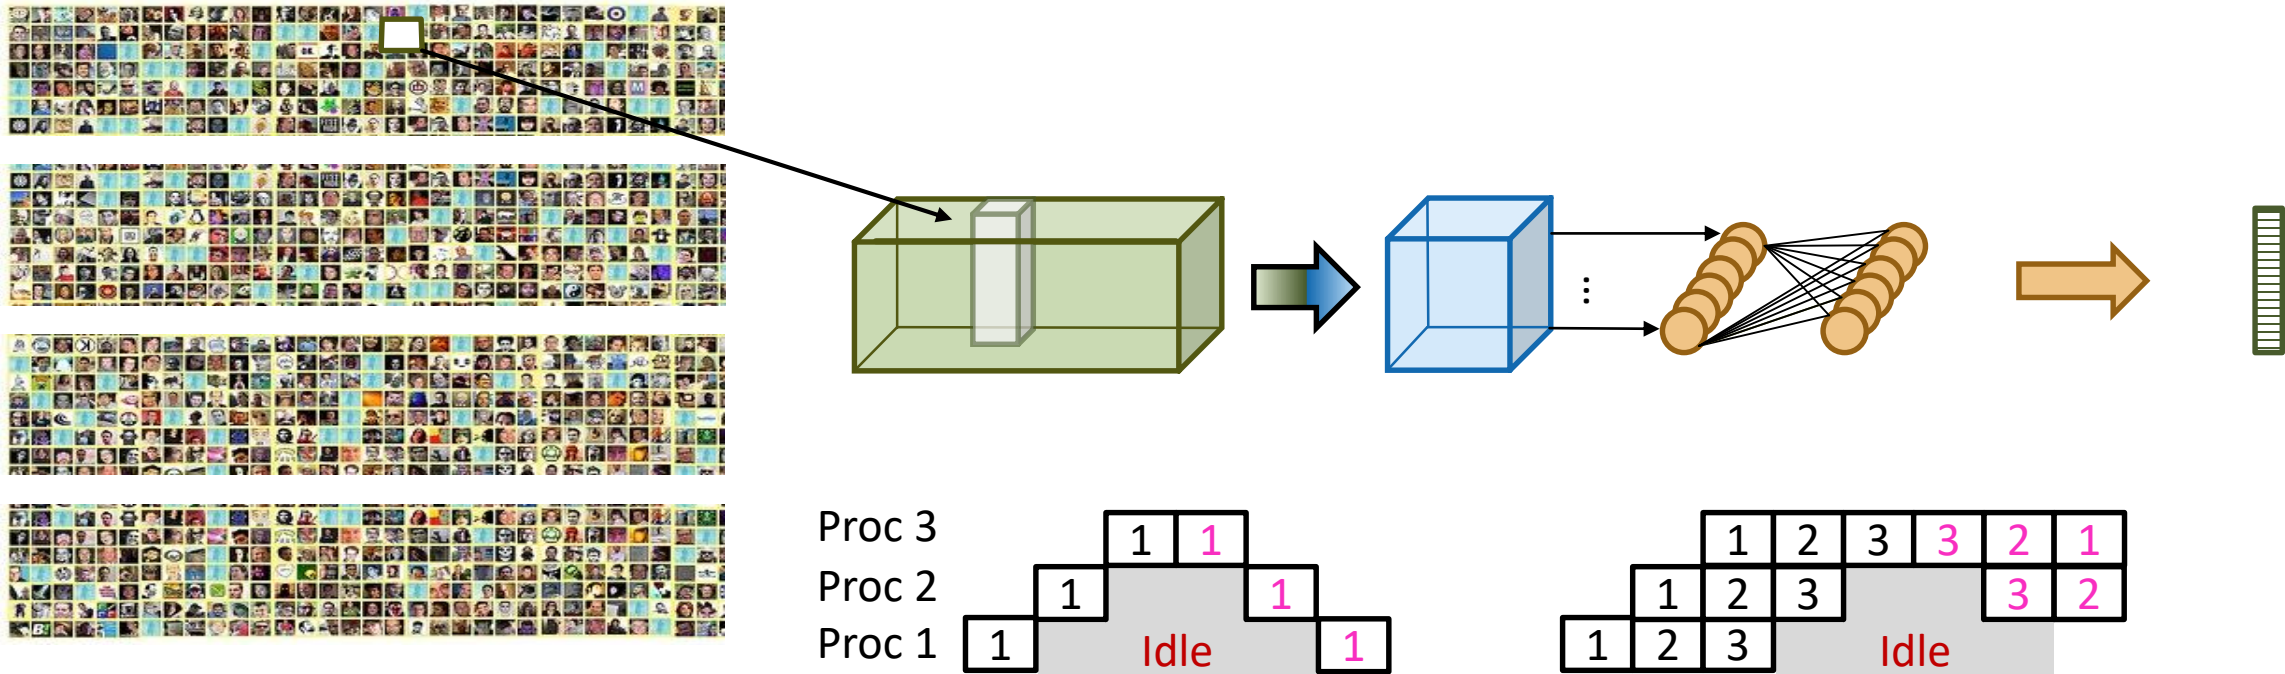 Proc 3
1 1
1 2 3 3 2 1
Proc 2
1 1
1 2 3 3 2
Proc 1
1 Idle 1
1 2 3 Idle
⋮